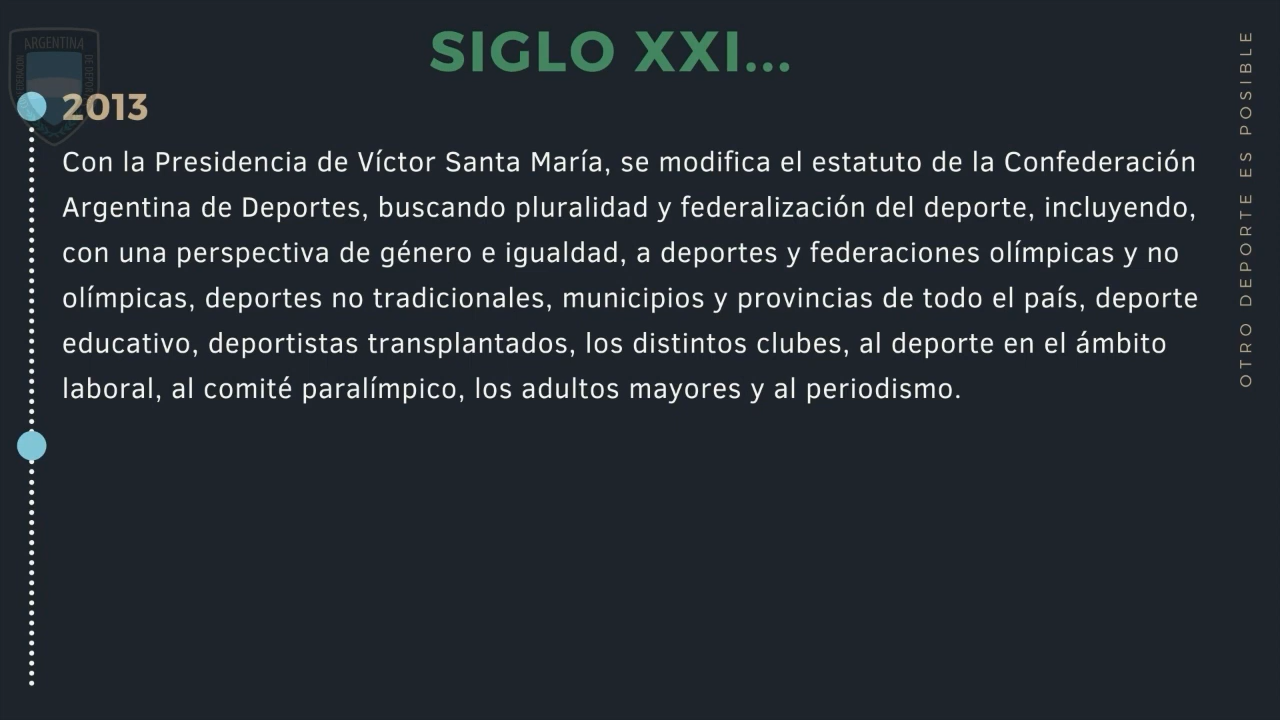 SIGLO XXI...
ARGENTINA
2013
Con la Presidencia de Víctor Santa María, se modifica el estatuto de la Confederación
Argentina de Deportes, buscando pluralidad y federalización del deporte, incluyendo,
con una perspectiva de género e igualdad, a deportes y federaciones olímpicas y no
olímpicas, deportes no tradicionales, municipios y provincias de todo el país, deporte
educativo, deportistas transplantados, los distintos clubes, al deporte en el ámbito
laboral, al comité paralímpico, los adultos mayores y al periodismo.
OTRO DEPORTE ES POSIBLE